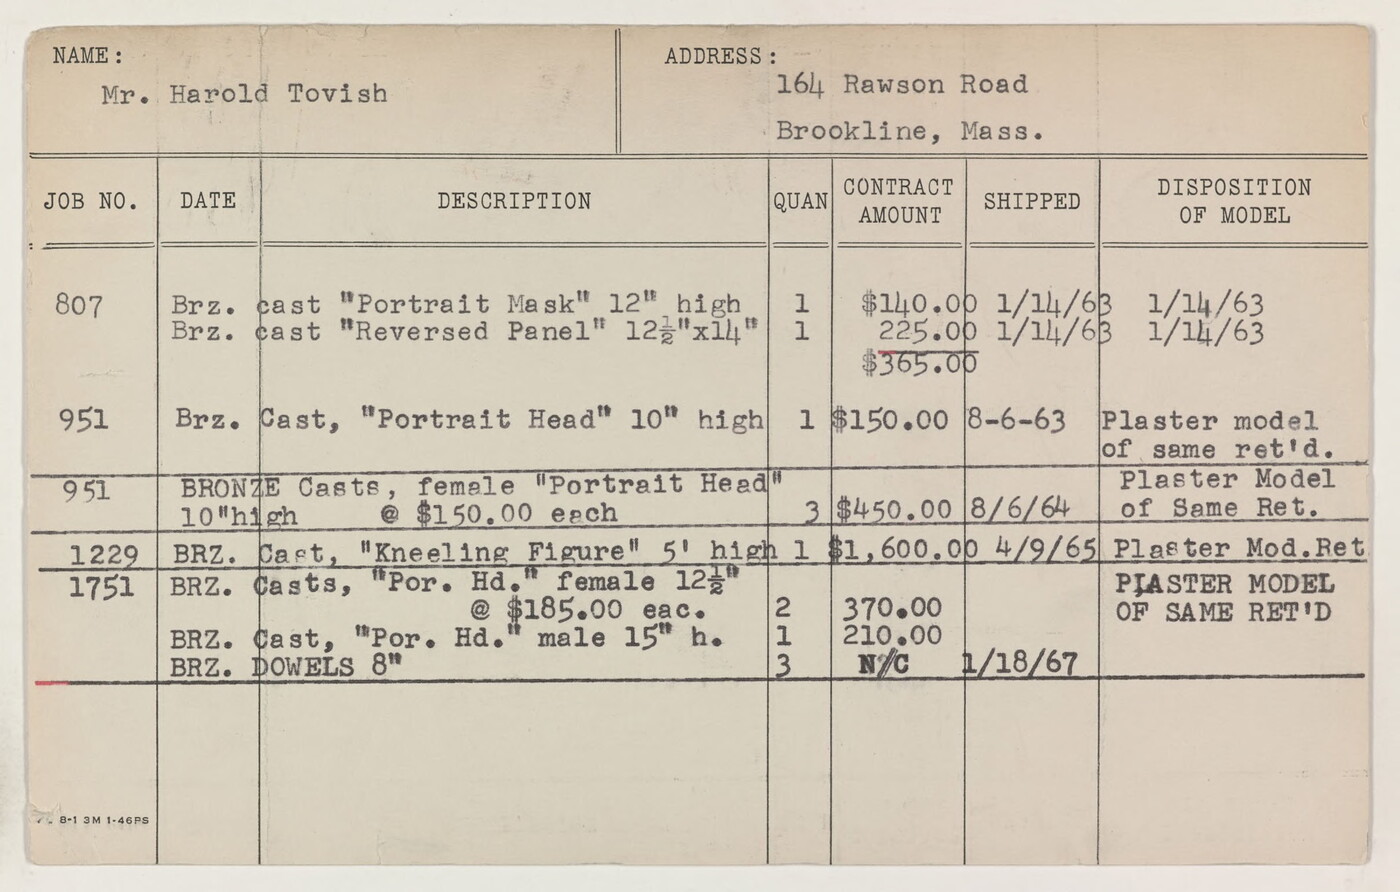 NAME: ADDRESS:
Mr. Harold Tovish 164 Rawson Road
Brookline, Mass.
JOB NO. DATE DESCRIPTION QUAN CONTRACT AMOUNT SHIPPED DISPOSITION OF MODEL
807 Brz. cast "Portrait Mask" 12" high 1 $140.00 1/14/63 1/14/63
Brz. cast "Reversed Panel" 12½"x14" 1 225.00 1/14/63 1/14/63
$365.00
951 Brz. Cast, "Portrait Head" 10" high 1 $150.00 8-6-63 Plaster model
of same ret'd.
951 BRONZE Casts, female "Portrait Head" Plaster Model
10"high @ $150.00 each 3 $450.00 8/6/64 of Same Ret.
1229 BRZ. Cast, "Kneeling Figure" 5' high 1 $1,600.00 4/9/65 Plaster Mod.Ret
1751 BRZ. Casts, "Por. Hd." female 12½" PLASTER MODEL
@ $185.00 eac. 2 370.00 OF SAME RET'D
BRZ. Cast, "Por. Hd." male 15" h. 1 210.00
BRZ. DOWELS 8" 3 N/C 1/18/67
8-1 3M 1-46PS